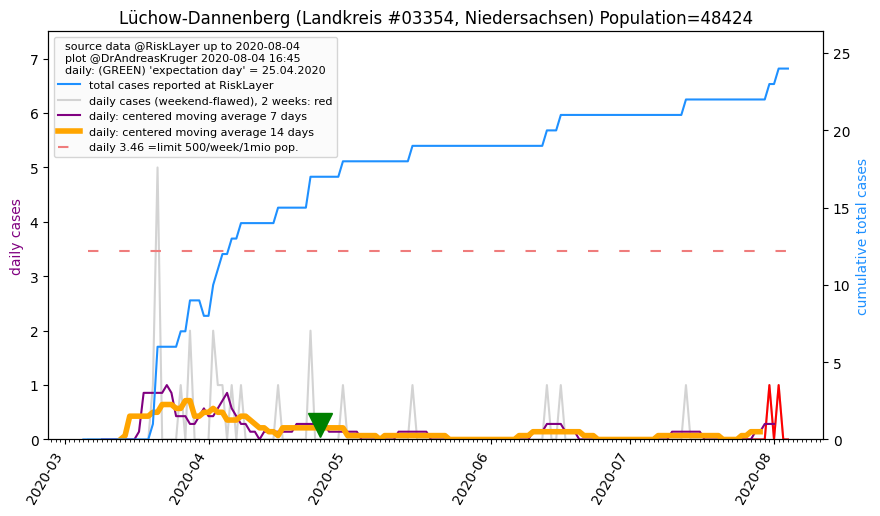 Lüchow-Dannenberg (Landkreis #03354, Niedersachsen) Population=48424
source data @RiskLayer up to 2020-08-04
plot @DrAndreasKruger 2020-08-04 16:45
daily: (GREEN) 'expectation day' = 25.04.2020
total cases reported at RiskLayer
daily cases (weekend-flawed), 2 weeks: red
daily: centered moving average 7 days
daily: centered moving average 14 days
daily 3.46 =limit 500/week/1mio pop.
daily cases
7
6
5
4
3
2
1
0
25
20
15
10
5
0
cumulative total cases
2020-03
2020-04
2020-05
2020-06
2020-07
2020-08